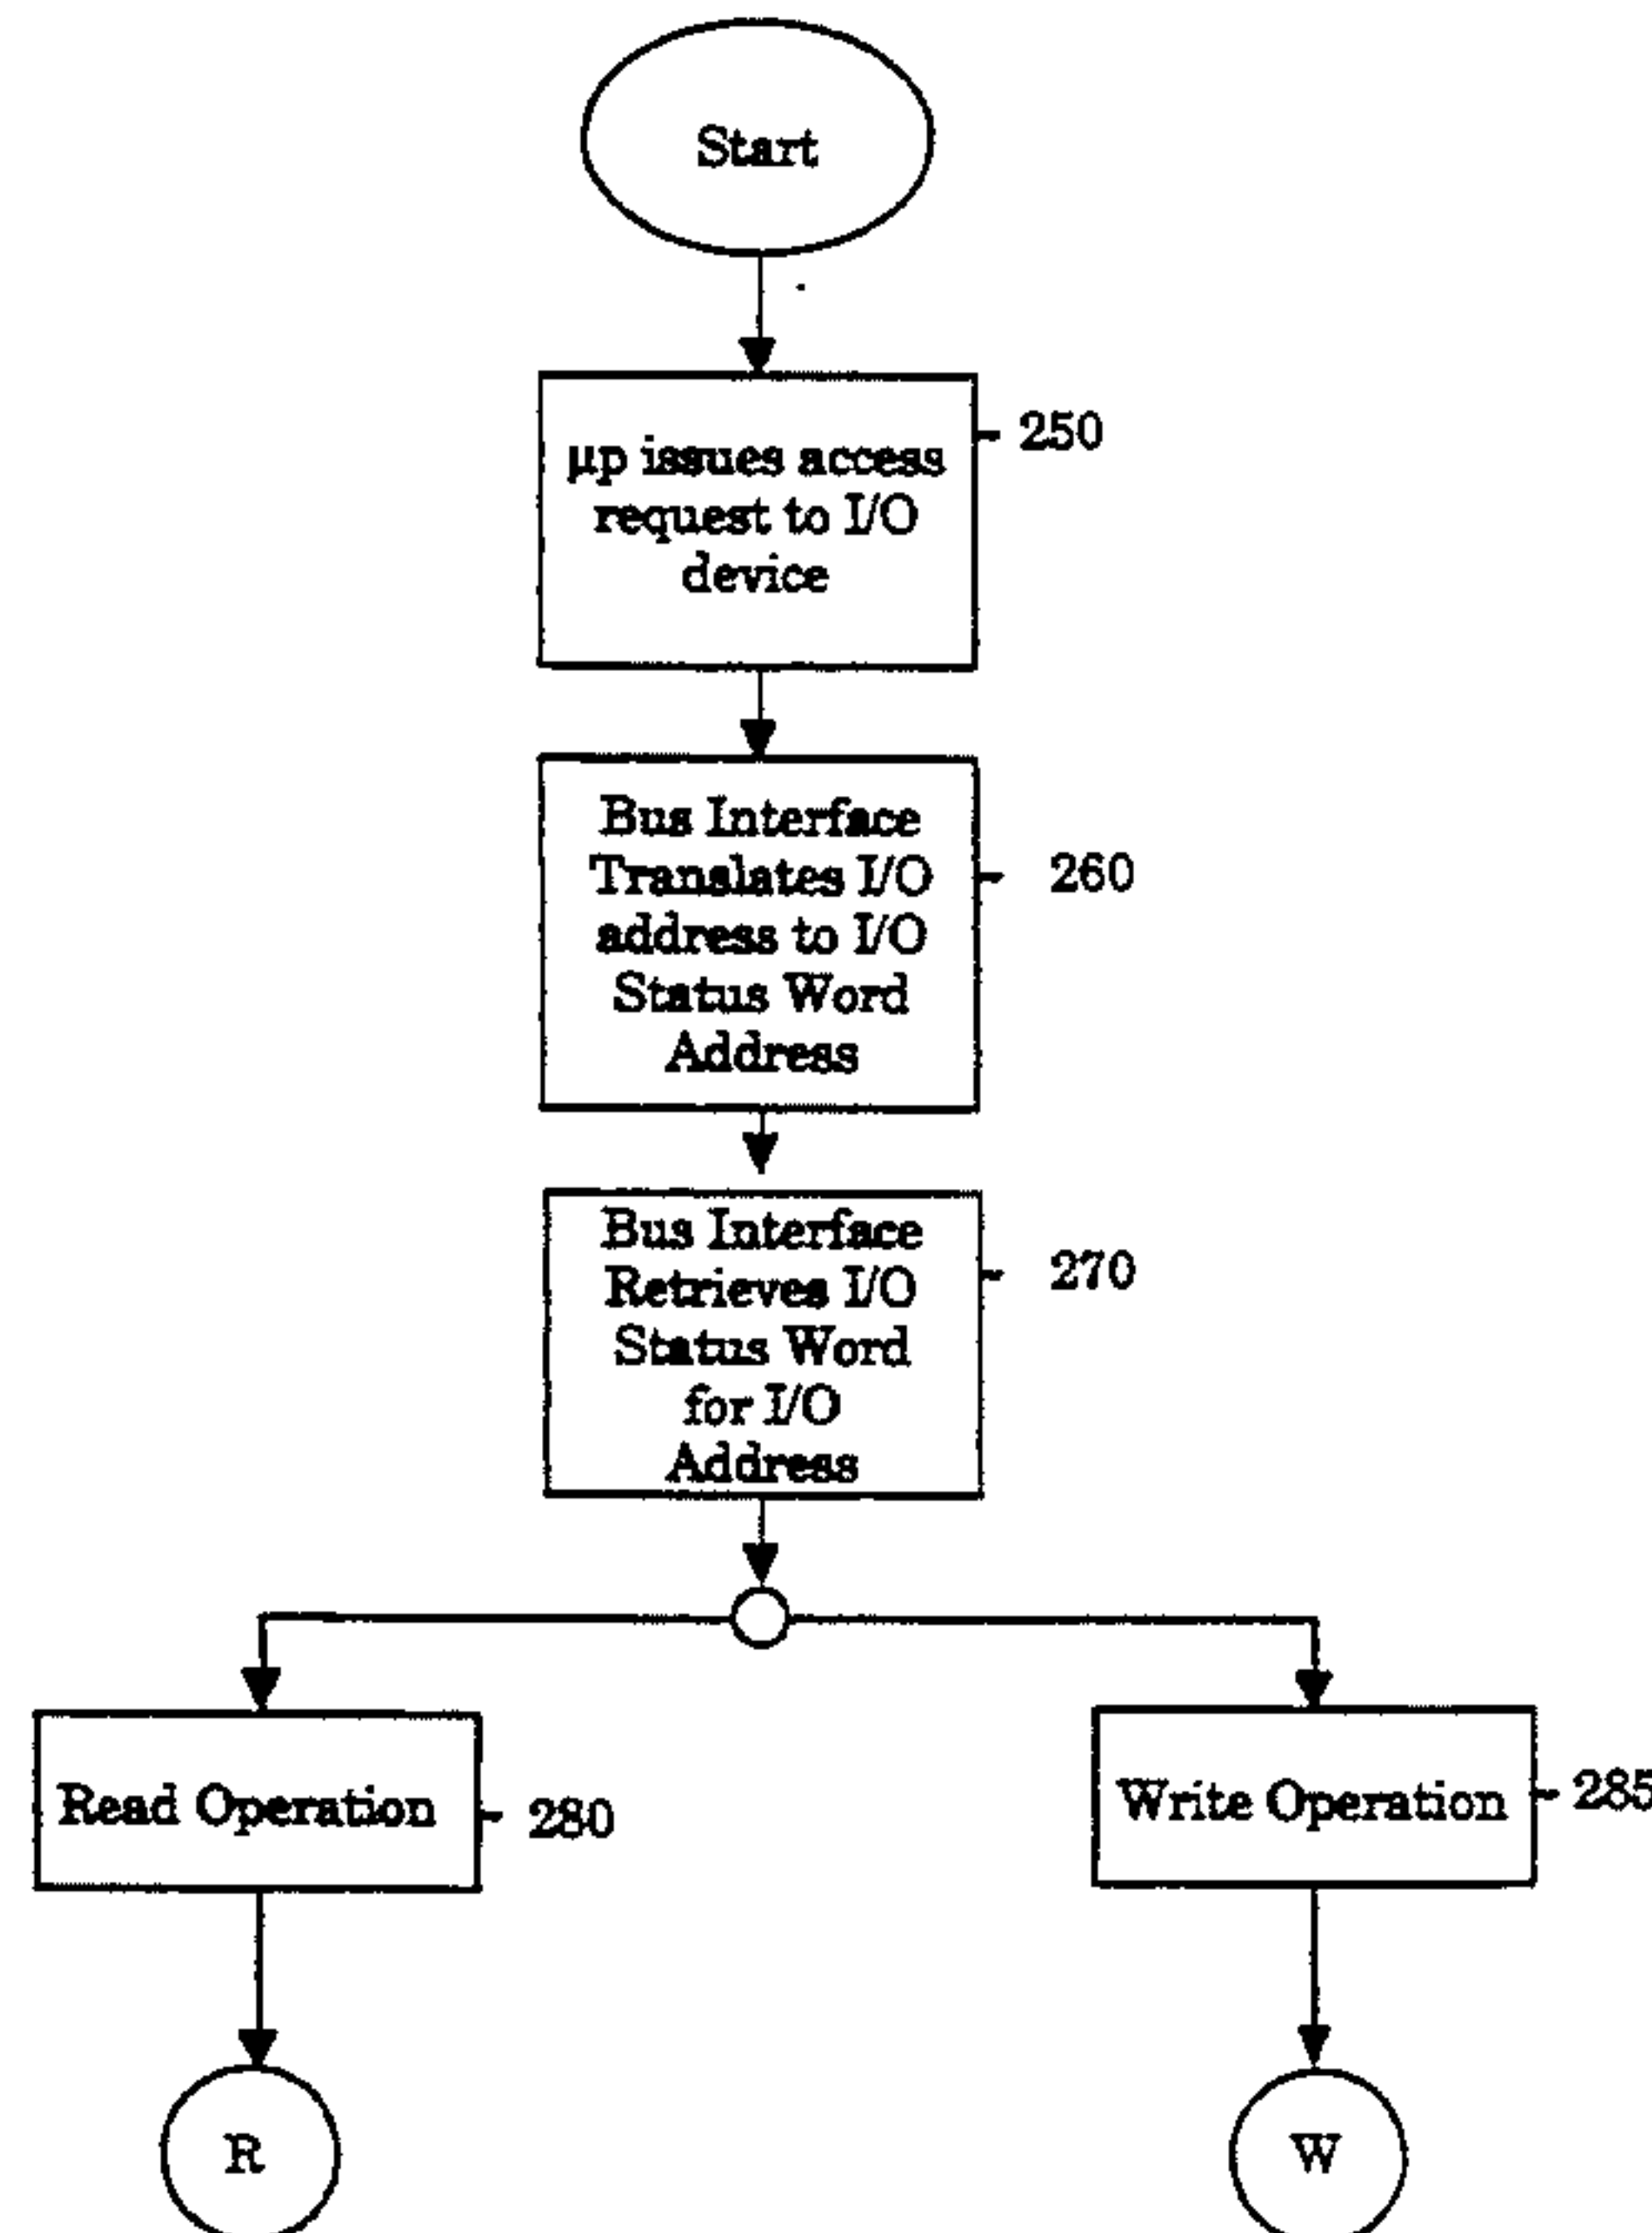 Start
µp issues access
request to I/O
device
250
Bus Interface
Translates I/O
address to I/O
Status Word
Address
260
Bus Interface
Retrieves I/O
Status Word
for I/O
Address
270
Read Operation
280
Write Operation
285
R
W